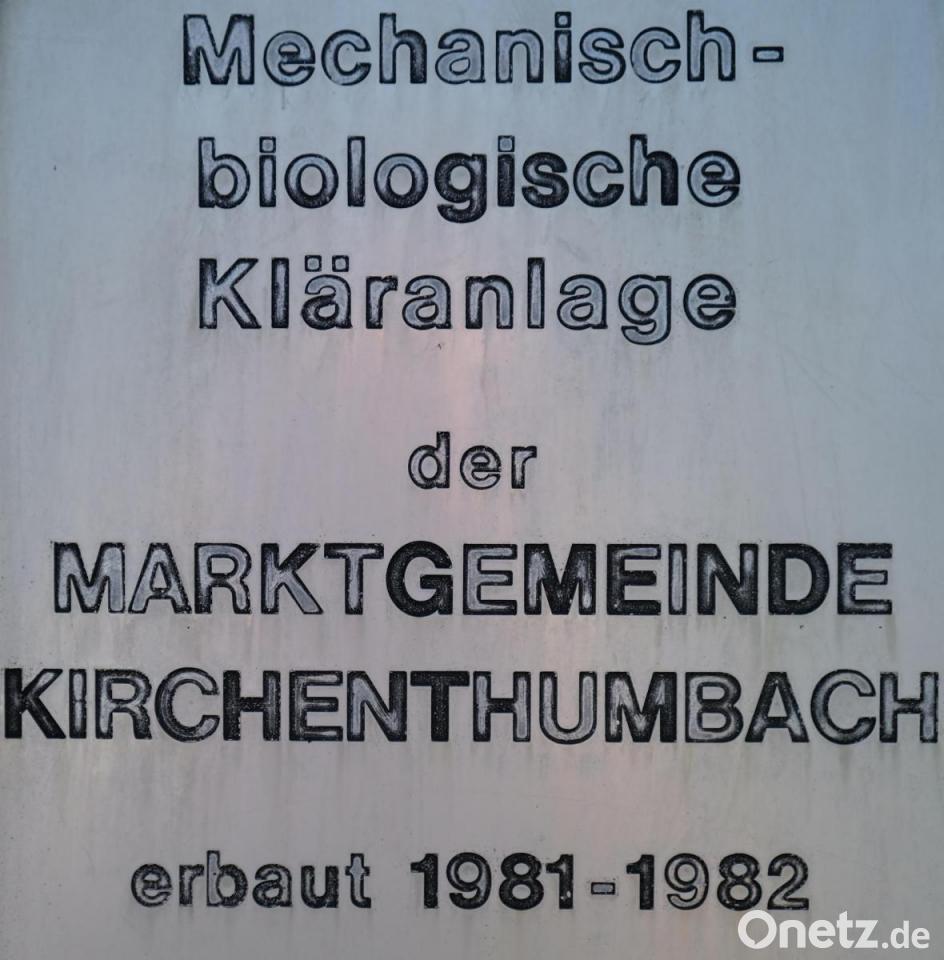 Mechanisch-
biologische
Kläranlage
der
MARKTGEMEINDE
KIRCHENTHUMBACH
erbaut 1981-1982
Onetz.de